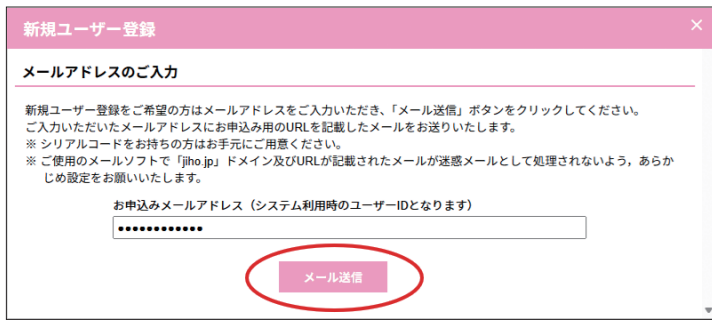 新規ユーザー登録 ×
メールアドレスのご入力
新規ユーザー登録をご希望の方はメールアドレスをご入力いただき、「メール送信」ボタンをクリックしてください。
ご入力いただいたメールアドレスにお申込み用のURLを記載したメールをお送りいたします。
※ シリアルコードをお持ちの方はお手元にご用意ください。
※ ご使用のメールソフトで「jiho.jp」ドメイン及びURLが記載されたメールが迷惑メールとして処理されないよう，あらか
じめ設定をお願いいたします。
お申込みメールアドレス（システム利用時のユーザーIDとなります）
●●●●●●●●●●●●
メール送信